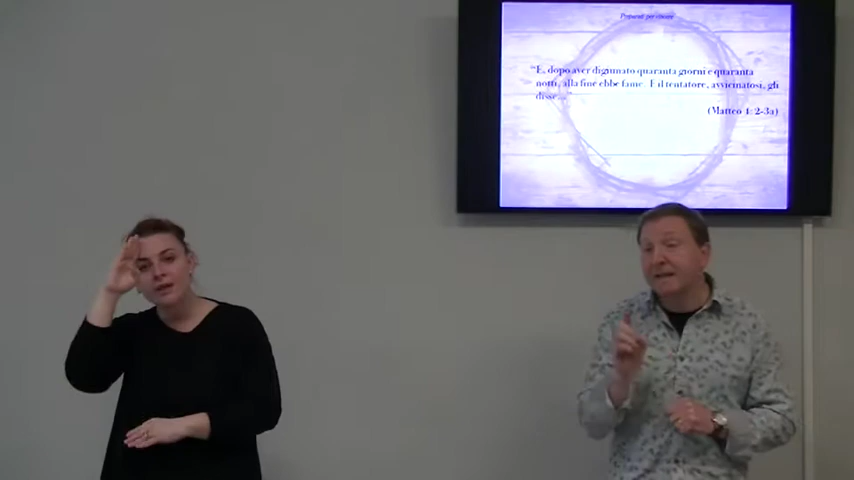 Preparati per vincere
“E, dopo aver digiunato quaranta giorni e quaranta
notti, alla fine ebbe fame. E il tentatore, avvicinatosi, gli
disse...”
(Matteo 4: 2-3a)